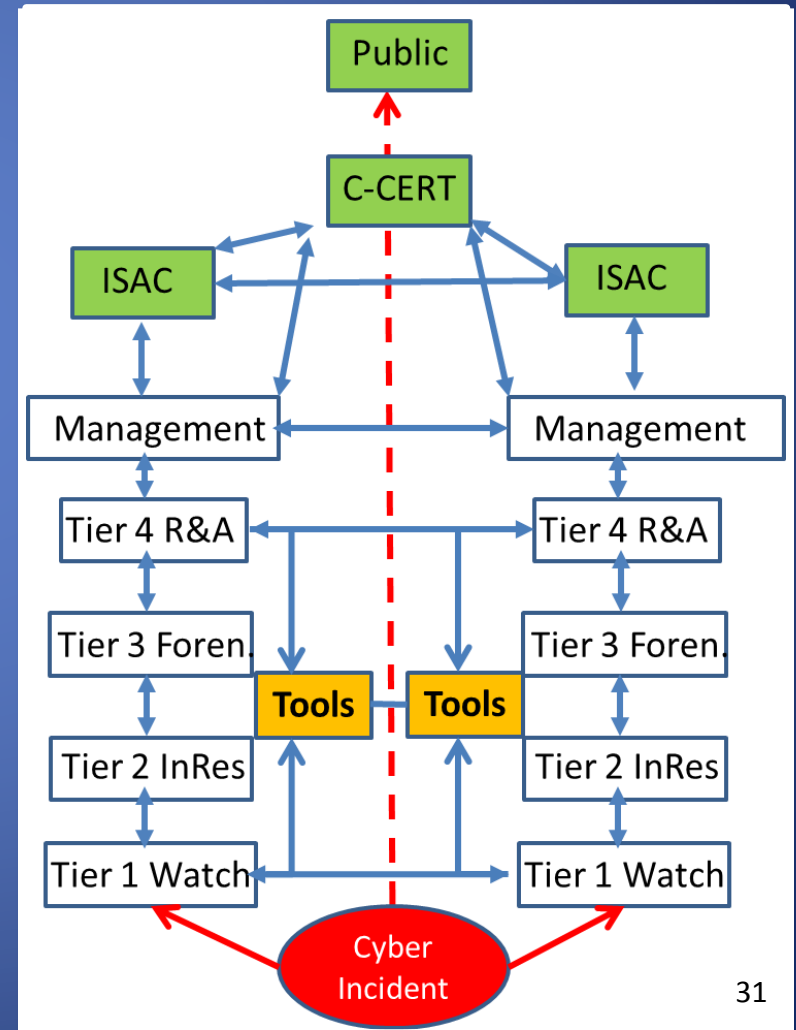 Public
C-CERT
ISAC
ISAC
Management
Management
Tier 4 R&A
Tier 4 R&A
Tier 3 Foren.
Tier 3 Foren.
Tools
Tools
Tier 2 InRes
Tier 2 InRes
Tier 1 Watch
Tier 1 Watch
Cyber
Incident
31